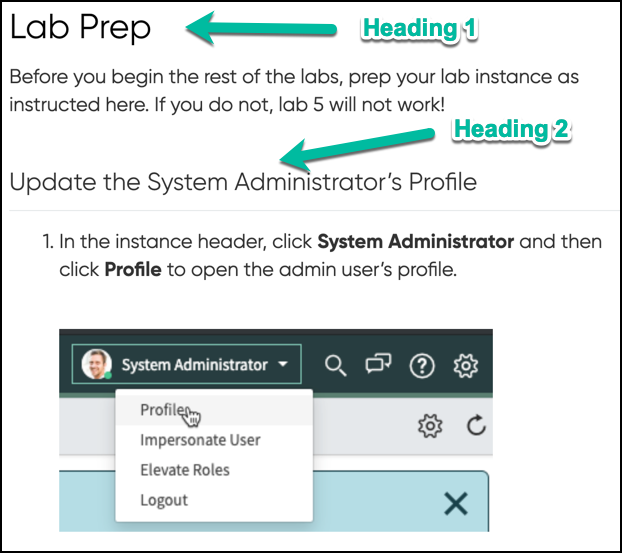 Lab Prep
Heading 1
Before you begin the rest of the labs, prep your lab instance as
instructed here. If you do not, lab 5 will not work!
Heading 2
Update the System Administrator’s Profile
1. In the instance header, click System Administrator and then
click Profile to open the admin user’s profile.
System Administrator
Profile
Impersonate User
Elevate Roles
Logout